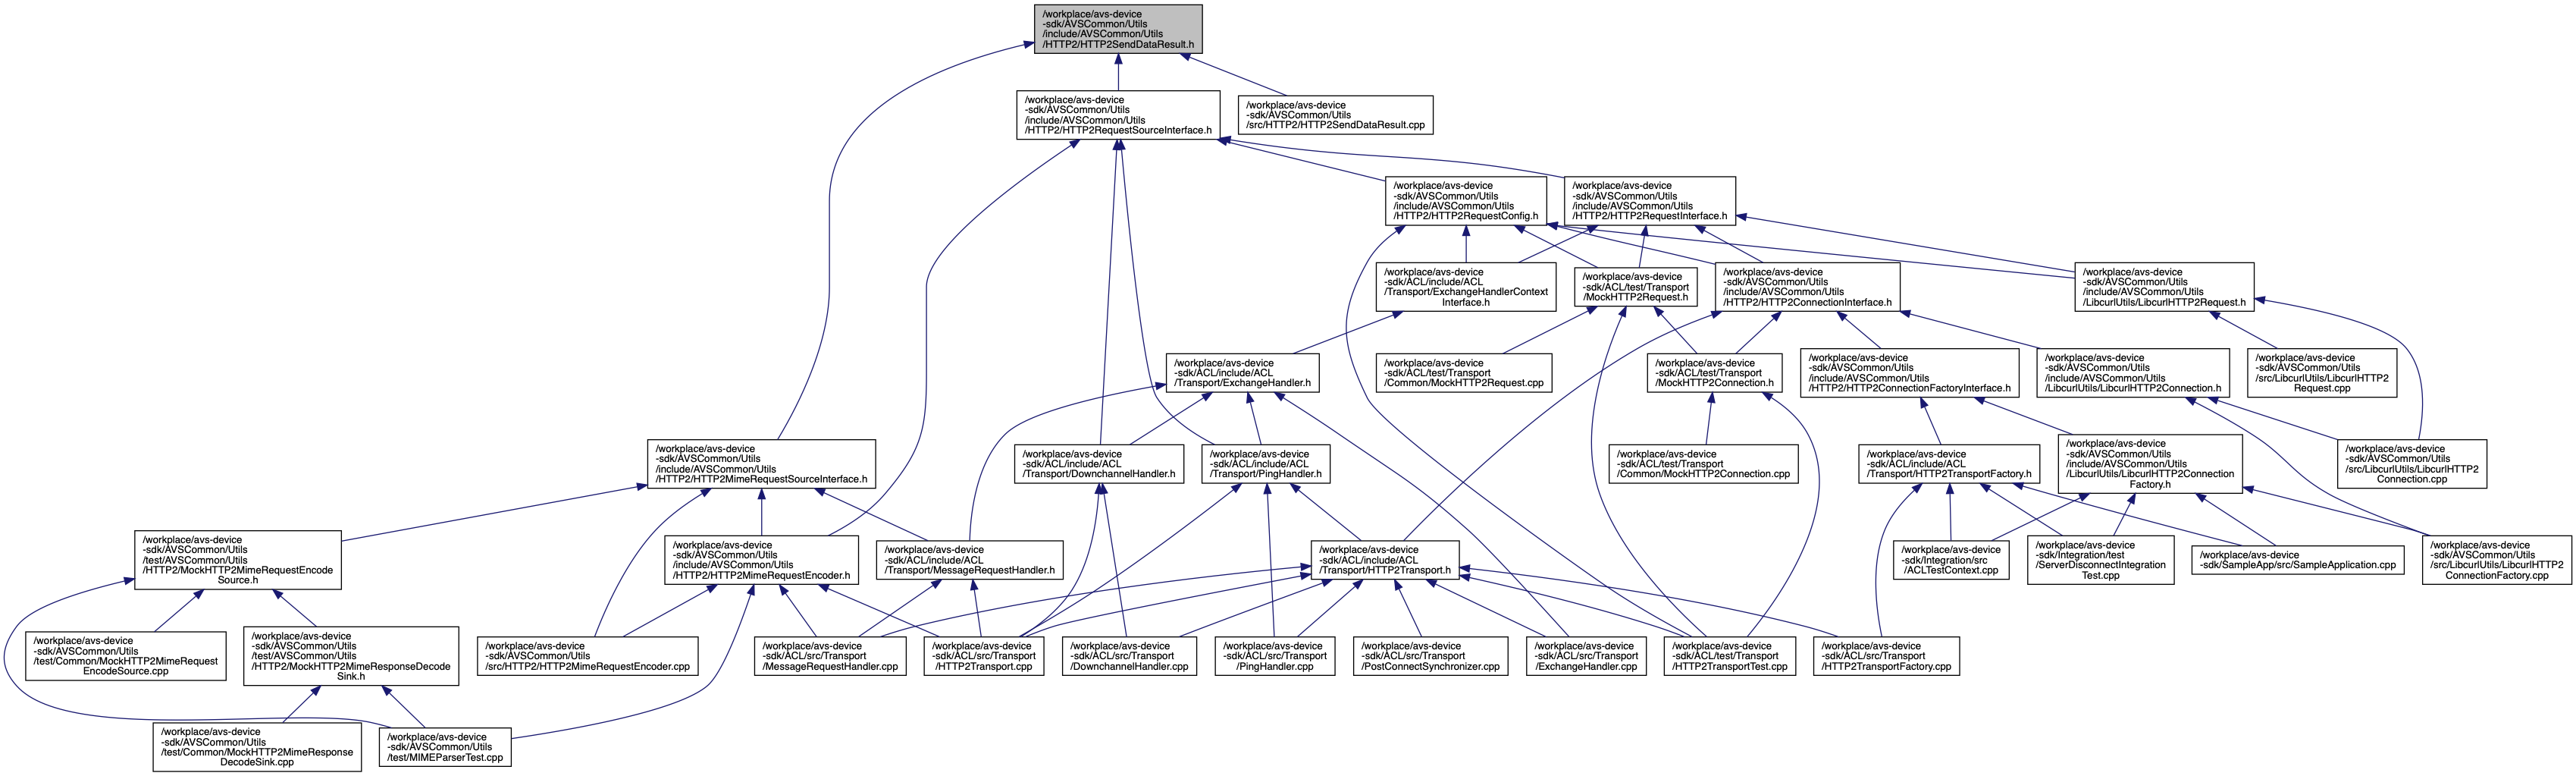 /workplace/avs-device
-sdk/AVSCommon/Utils
/include/AVSCommon/Utils
/HTTP2/HTTP2SendDataResult.h
/workplace/avs-device
-sdk/AVSCommon/Utils
/include/AVSCommon/Utils
/HTTP2/HTTP2RequestSourceInterface.h
/workplace/avs-device
-sdk/AVSCommon/Utils
/src/HTTP2/HTTP2SendDataResult.cpp
/workplace/avs-device
-sdk/AVSCommon/Utils
/include/AVSCommon/Utils
/HTTP2/HTTP2RequestConfig.h
/workplace/avs-device
-sdk/AVSCommon/Utils
/include/AVSCommon/Utils
/HTTP2/HTTP2RequestInterface.h
/workplace/avs-device
-sdk/ACL/include/ACL
/Transport/ExchangeHandlerContext
Interface.h
/workplace/avs-device
-sdk/ACL/test/Transport
/MockHTTP2Request.h
/workplace/avs-device
-sdk/AVSCommon/Utils
/include/AVSCommon/Utils
/HTTP2/HTTP2ConnectionInterface.h
/workplace/avs-device
-sdk/AVSCommon/Utils
/include/AVSCommon/Utils
/LibcurlUtils/LibcurlHTTP2Request.h
/workplace/avs-device
-sdk/ACL/include/ACL
/Transport/ExchangeHandler.h
/workplace/avs-device
-sdk/ACL/test/Transport
/Common/MockHTTP2Request.cpp
/workplace/avs-device
-sdk/ACL/test/Transport
/MockHTTP2Connection.h
/workplace/avs-device
-sdk/AVSCommon/Utils
/include/AVSCommon/Utils
/HTTP2/HTTP2ConnectionFactoryInterface.h
/workplace/avs-device
-sdk/AVSCommon/Utils
/include/AVSCommon/Utils
/LibcurlUtils/LibcurlHTTP2Connection.h
/workplace/avs-device
-sdk/AVSCommon/Utils
/src/LibcurlUtils/LibcurlHTTP2
Request.cpp
/workplace/avs-device
-sdk/AVSCommon/Utils
/include/AVSCommon/Utils
/HTTP2/HTTP2MimeRequestSourceInterface.h
/workplace/avs-device
-sdk/ACL/include/ACL
/Transport/DownchannelHandler.h
/workplace/avs-device
-sdk/ACL/include/ACL
/Transport/PingHandler.h
/workplace/avs-device
-sdk/ACL/test/Transport
/Common/MockHTTP2Connection.cpp
/workplace/avs-device
-sdk/ACL/include/ACL
/Transport/HTTP2TransportFactory.h
/workplace/avs-device
-sdk/AVSCommon/Utils
/include/AVSCommon/Utils
/LibcurlUtils/LibcurlHTTP2Connection
Factory.h
/workplace/avs-device
-sdk/AVSCommon/Utils
/src/LibcurlUtils/LibcurlHTTP2
Connection.cpp
/workplace/avs-device
-sdk/AVSCommon/Utils
/test/AVSCommon/Utils
/HTTP2/MockHTTP2MimeRequestEncode
Source.h
/workplace/avs-device
-sdk/AVSCommon/Utils
/include/AVSCommon/Utils
/HTTP2/HTTP2MimeRequestEncoder.h
/workplace/avs-device
-sdk/ACL/include/ACL
/Transport/MessageRequestHandler.h
/workplace/avs-device
-sdk/ACL/include/ACL
/Transport/HTTP2Transport.h
/workplace/avs-device
-sdk/Integration/src
/ACLTestContext.cpp
/workplace/avs-device
-sdk/Integration/test
/ServerDisconnectIntegration
Test.cpp
/workplace/avs-device
-sdk/SampleApp/src/SampleApplication.cpp
/workplace/avs-device
-sdk/AVSCommon/Utils
/src/LibcurlUtils/LibcurlHTTP2
ConnectionFactory.cpp
/workplace/avs-device
-sdk/AVSCommon/Utils
/test/Common/MockHTTP2MimeRequest
EncodeSource.cpp
/workplace/avs-device
-sdk/AVSCommon/Utils
/test/AVSCommon/Utils
/HTTP2/MockHTTP2MimeResponseDecode
Sink.h
/workplace/avs-device
-sdk/AVSCommon/Utils
/src/HTTP2/HTTP2MimeRequestEncoder.cpp
/workplace/avs-device
-sdk/ACL/src/Transport
/MessageRequestHandler.cpp
/workplace/avs-device
-sdk/ACL/src/Transport
/HTTP2Transport.cpp
/workplace/avs-device
-sdk/ACL/src/Transport
/DownchannelHandler.cpp
/workplace/avs-device
-sdk/ACL/src/Transport
/PingHandler.cpp
/workplace/avs-device
-sdk/ACL/src/Transport
/PostConnectSynchronizer.cpp
/workplace/avs-device
-sdk/ACL/src/Transport
/ExchangeHandler.cpp
/workplace/avs-device
-sdk/ACL/test/Transport
/HTTP2TransportTest.cpp
/workplace/avs-device
-sdk/ACL/src/Transport
/HTTP2TransportFactory.cpp
/workplace/avs-device
-sdk/AVSCommon/Utils
/test/Common/MockHTTP2MimeResponse
DecodeSink.cpp
/workplace/avs-device
-sdk/AVSCommon/Utils
/test/MIMEParserTest.cpp